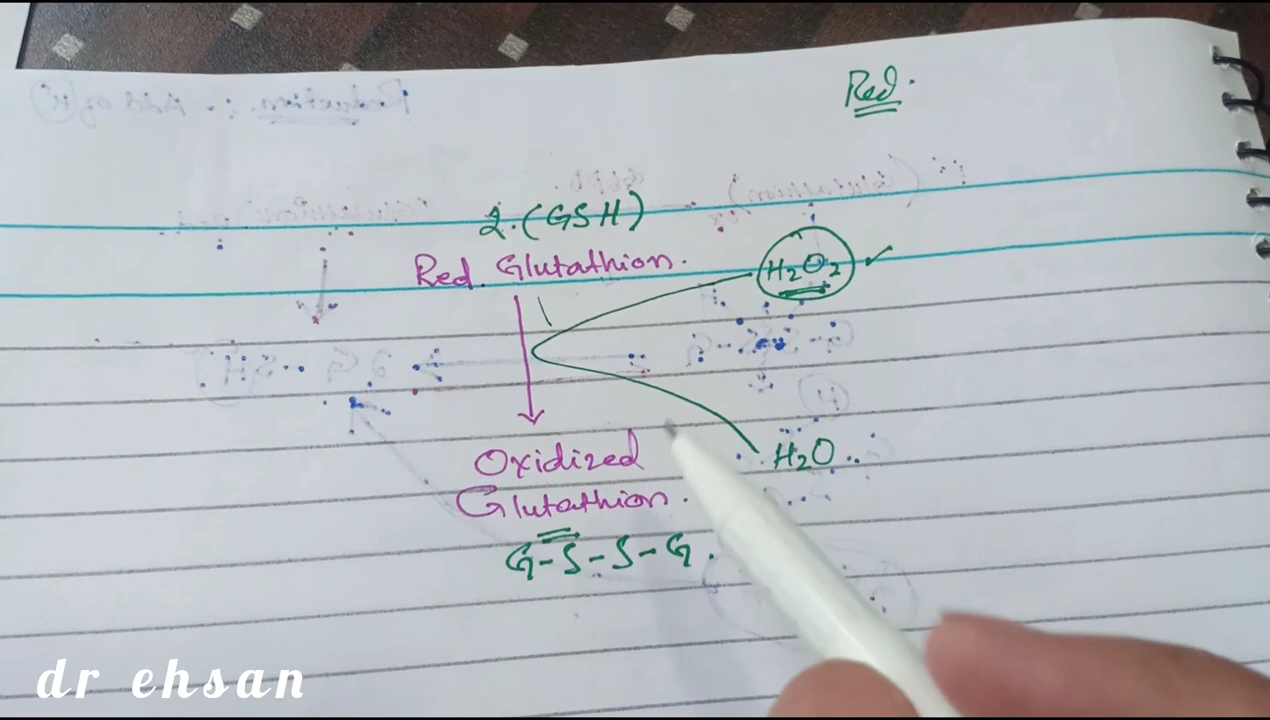 Red.
2.(GSH)
Red. Glutathion.
H2O2 ✓
Oxidized
H2O..
Glutathion.
G-S-S-G.
dr ehsan